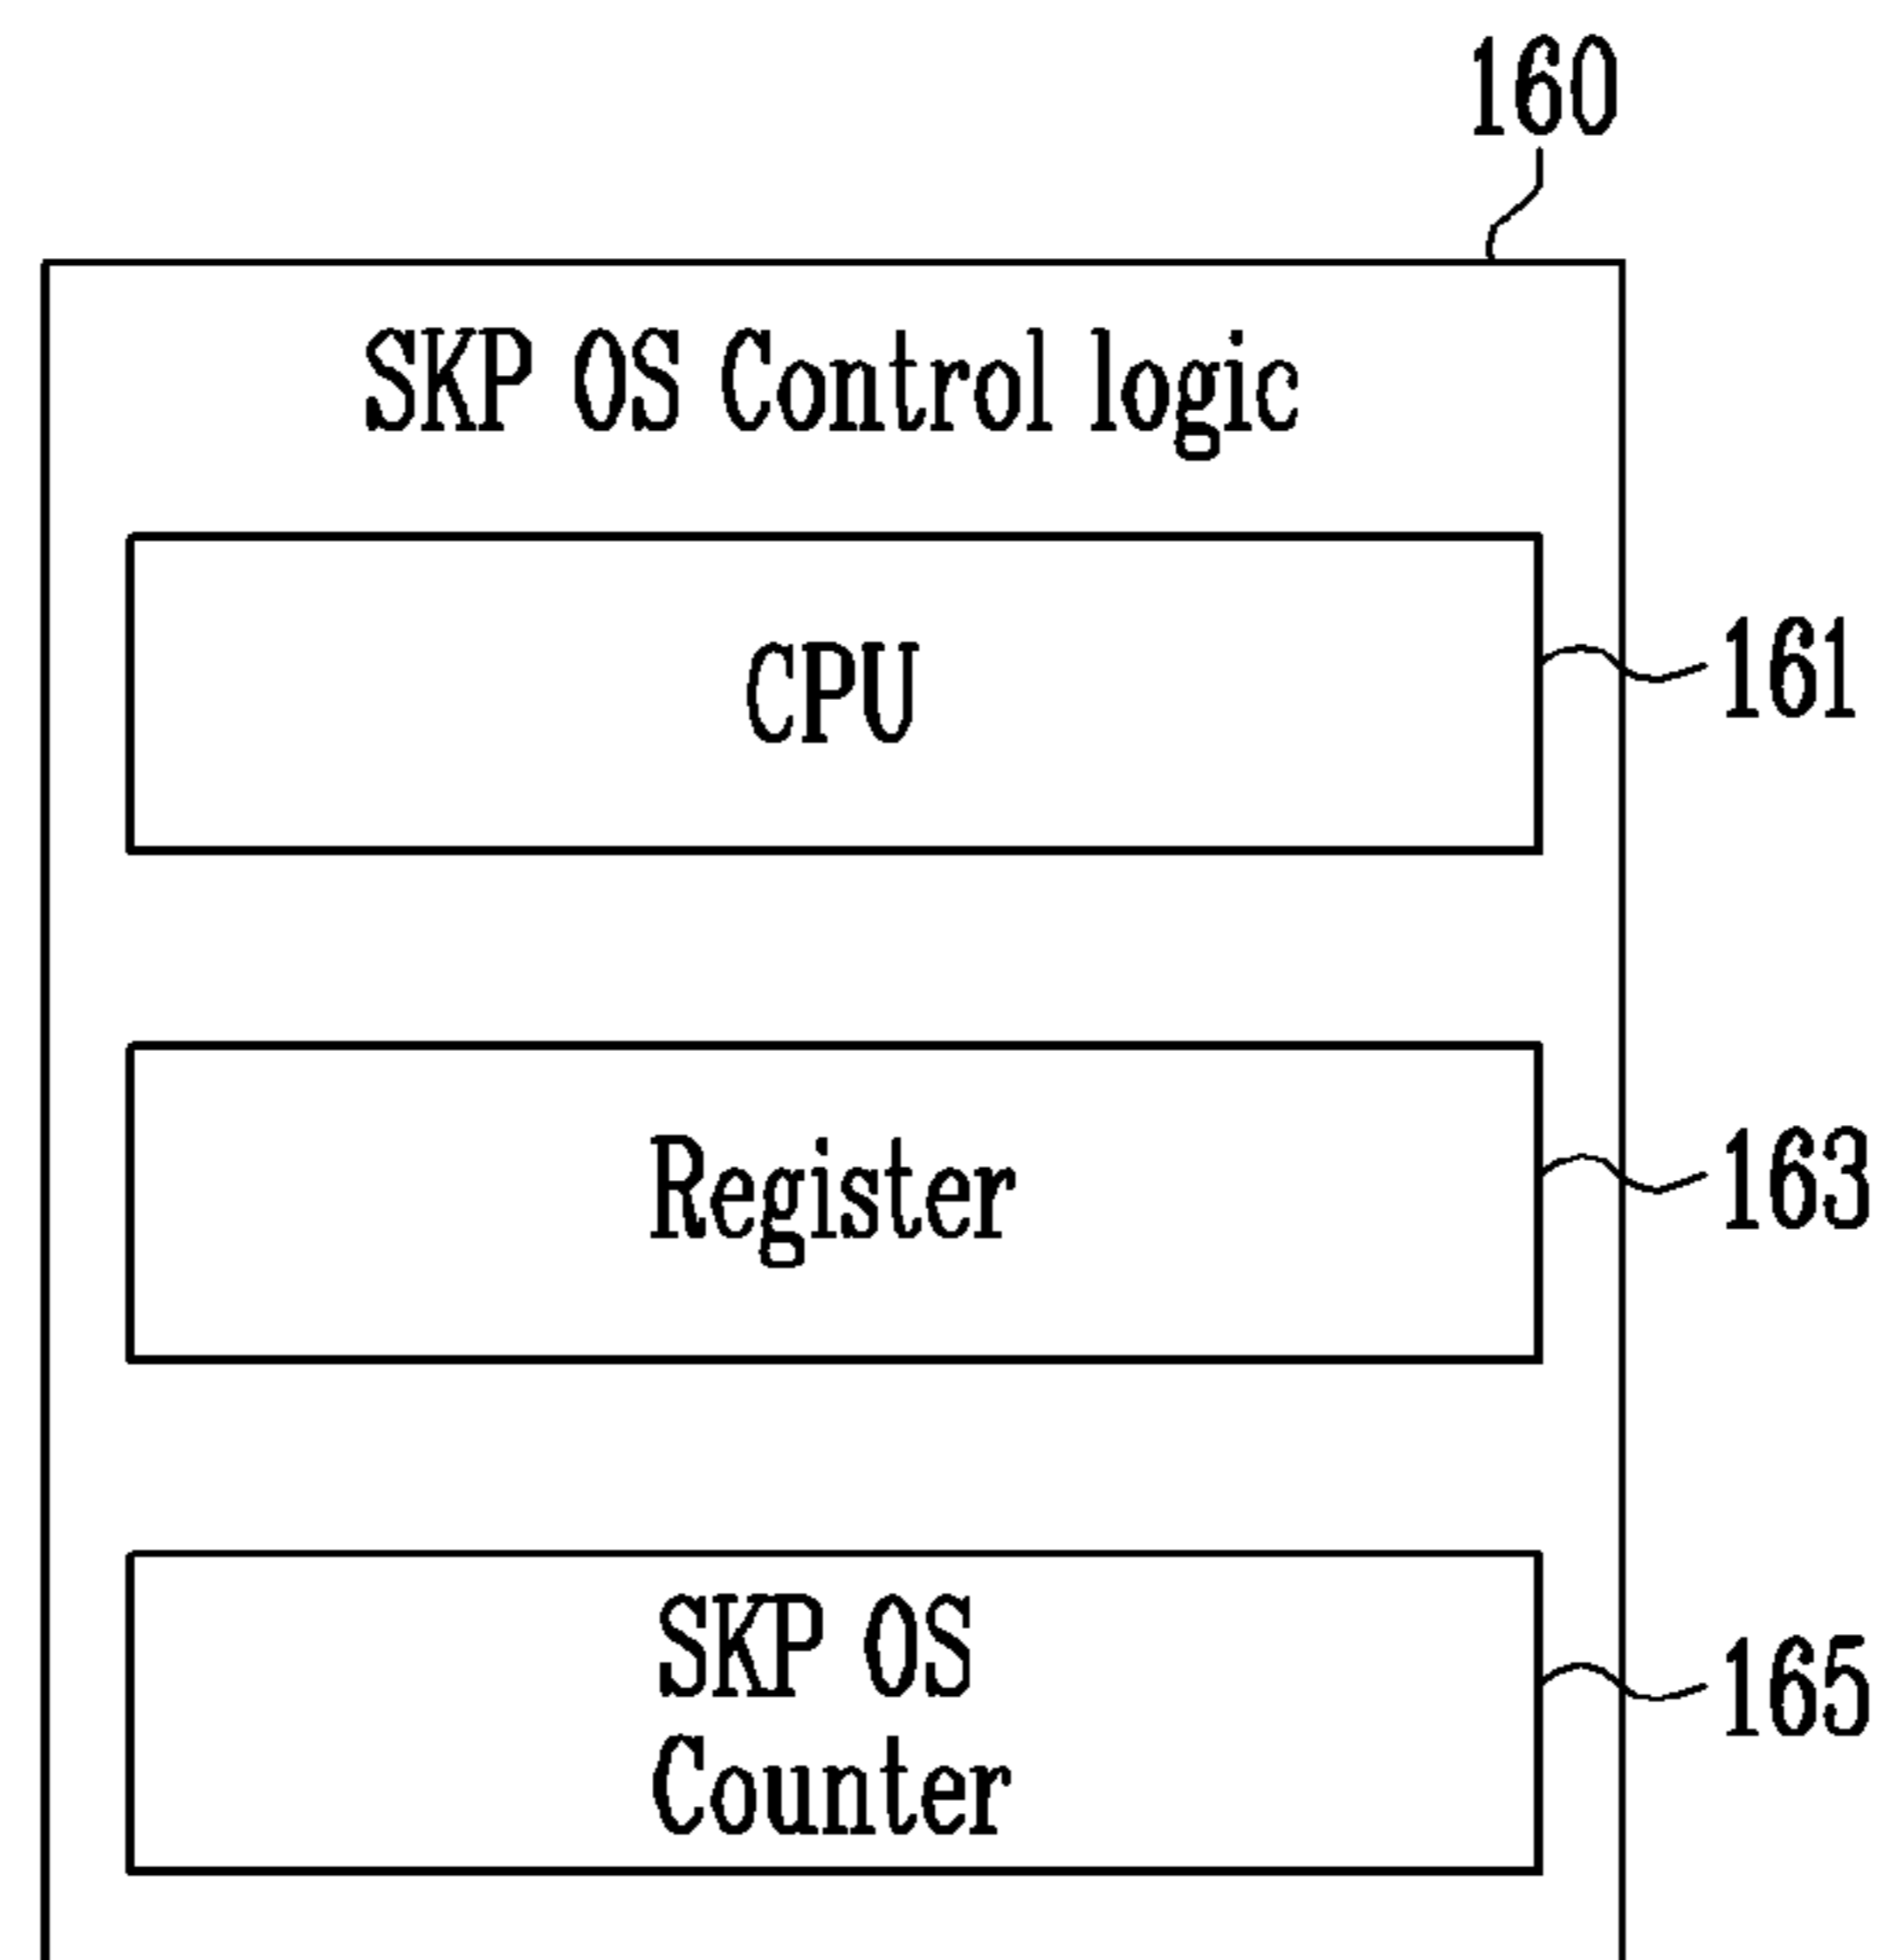 160
SKP OS Control logic
CPU
161
Register
163
SKP OS
Counter
165